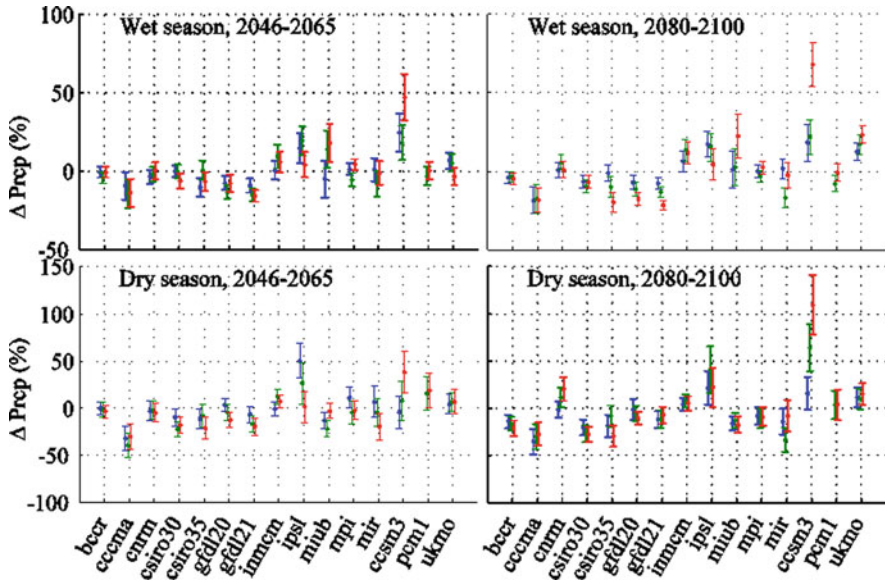 Wet season, 2046-2065
Wet season, 2080-2100
Δ Prcp (%)
100
50
0
-50
Dry season, 2046-2065
Dry season, 2080-2100
Δ Prcp (%)
150
100
50
0
-50
-100
bccr cccma cnrm csiro30 csiro35 gfdl20 gfdl21 inmcm ipsl miub mpi mir ccsm3 pcm1 ukmo
bccr cccma cnrm csiro30 csiro35 gfdl20 gfdl21 inmcm ipsl miub mpi mir ccsm3 pcm1 ukmo